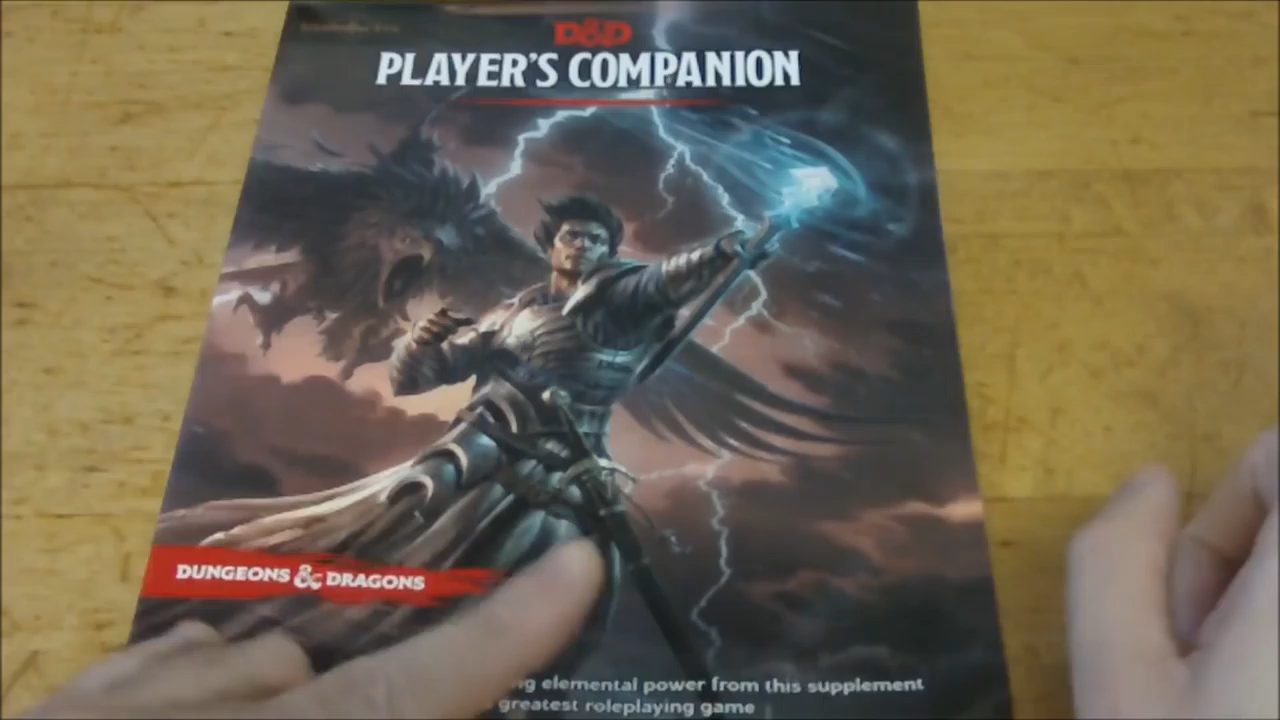 D&D
PLAYER'S COMPANION
DUNGEONS & DRAGONS
elemental power from this supplement
greatest roleplaying game